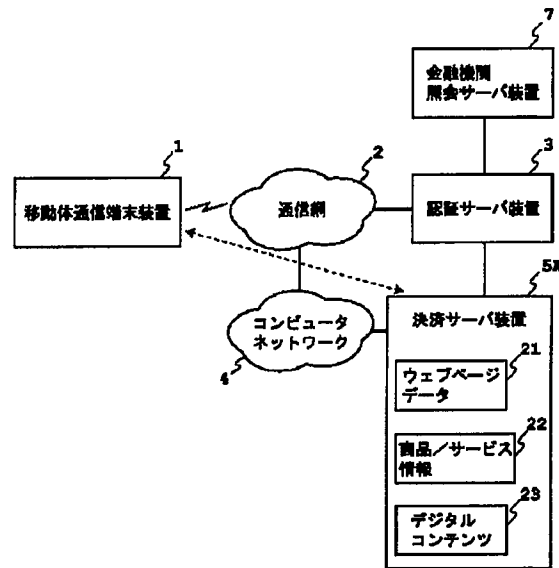 7
金融機関
照会サーバ装置
1
2
3
移動体通信端末装置
通信網
認証サーバ装置
5A
コンピュータ
ネットワーク
4
決済サーバ装置
21
ウェブページ
データ
22
商品／サービス
情報
23
デジタル
コンテンツ